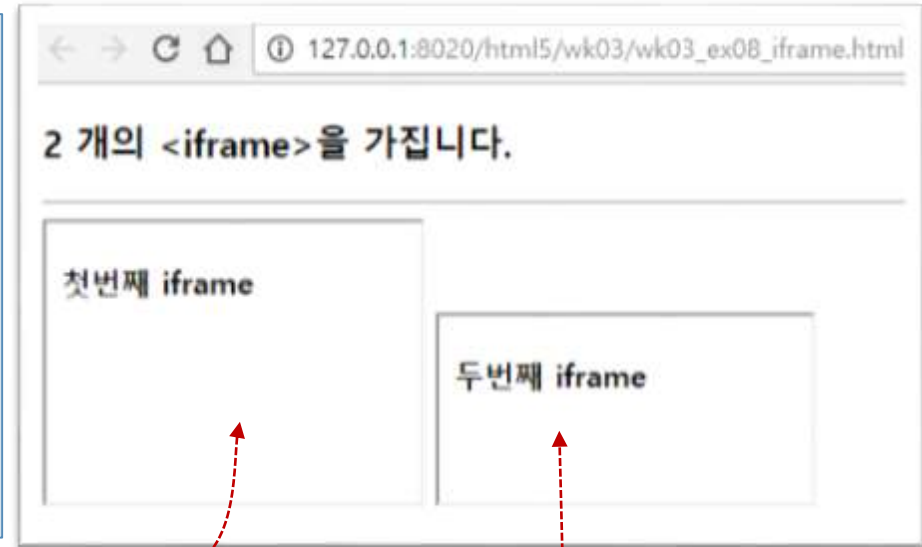 127.0.0.1:8020/html5/wk03/wk03_ex08_iframe.html
2 개의 <iframe>을 가집니다.
첫번째 iframe
두번째 iframe